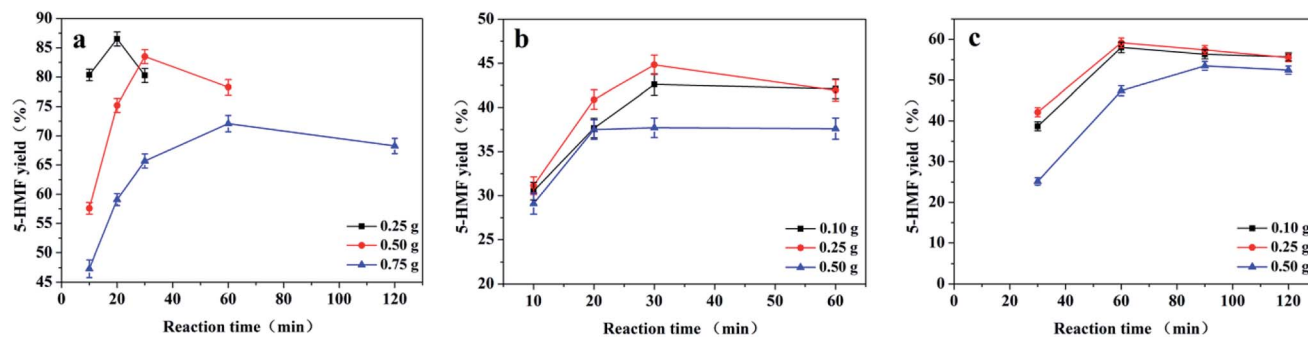 a
5-HMF yield（%）
90
85
80
75
70
65
60
55
50
45
0
20
40
60
80
100
120
Reaction time（min）
0.25 g
0.50 g
0.75 g
b
5-HMF yield（%）
50
45
40
35
30
25
20
10
20
30
40
50
60
Reaction time （min）
0.10 g
0.25 g
0.50 g
c
5-HMF yield（%）
60
50
40
30
20
10
0
0
20
40
60
80
100
120
Reaction time （min）
0.10 g
0.25 g
0.50 g